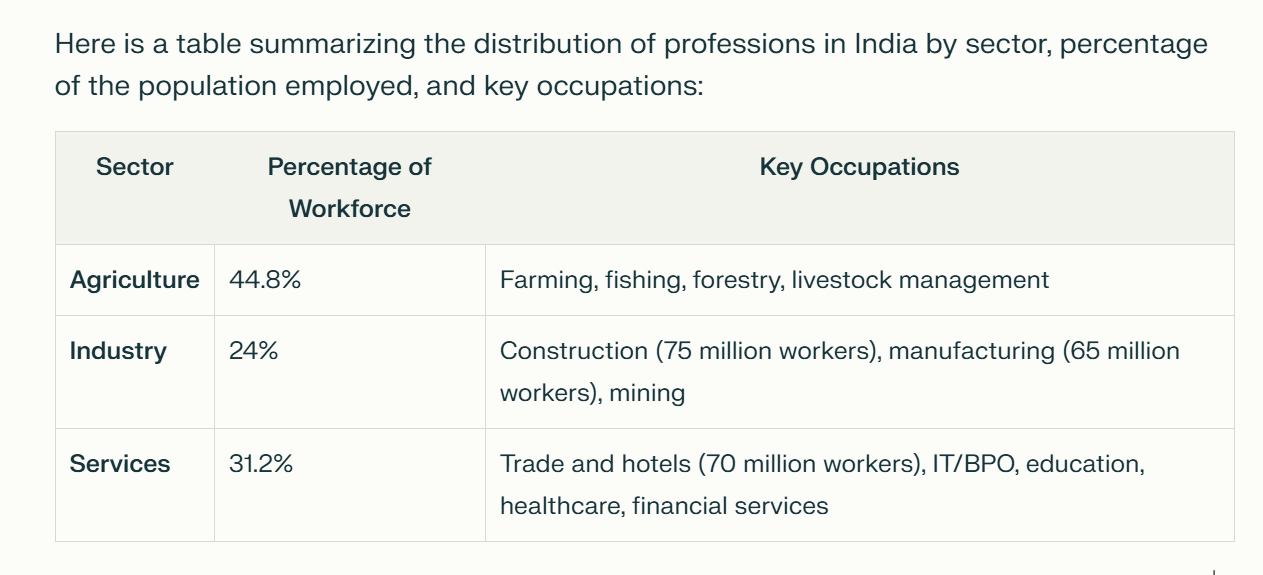 Here is a table summarizing the distribution of professions in India by sector, percentage
of the population employed, and key occupations:
Sector
Percentage of
Workforce
Key Occupations
Agriculture
44.8%
Farming, fishing, forestry, livestock management
Industry
24%
Construction (75 million workers), manufacturing (65 million
workers), mining
Services
31.2%
Trade and hotels (70 million workers), IT/BPO, education,
healthcare, financial services